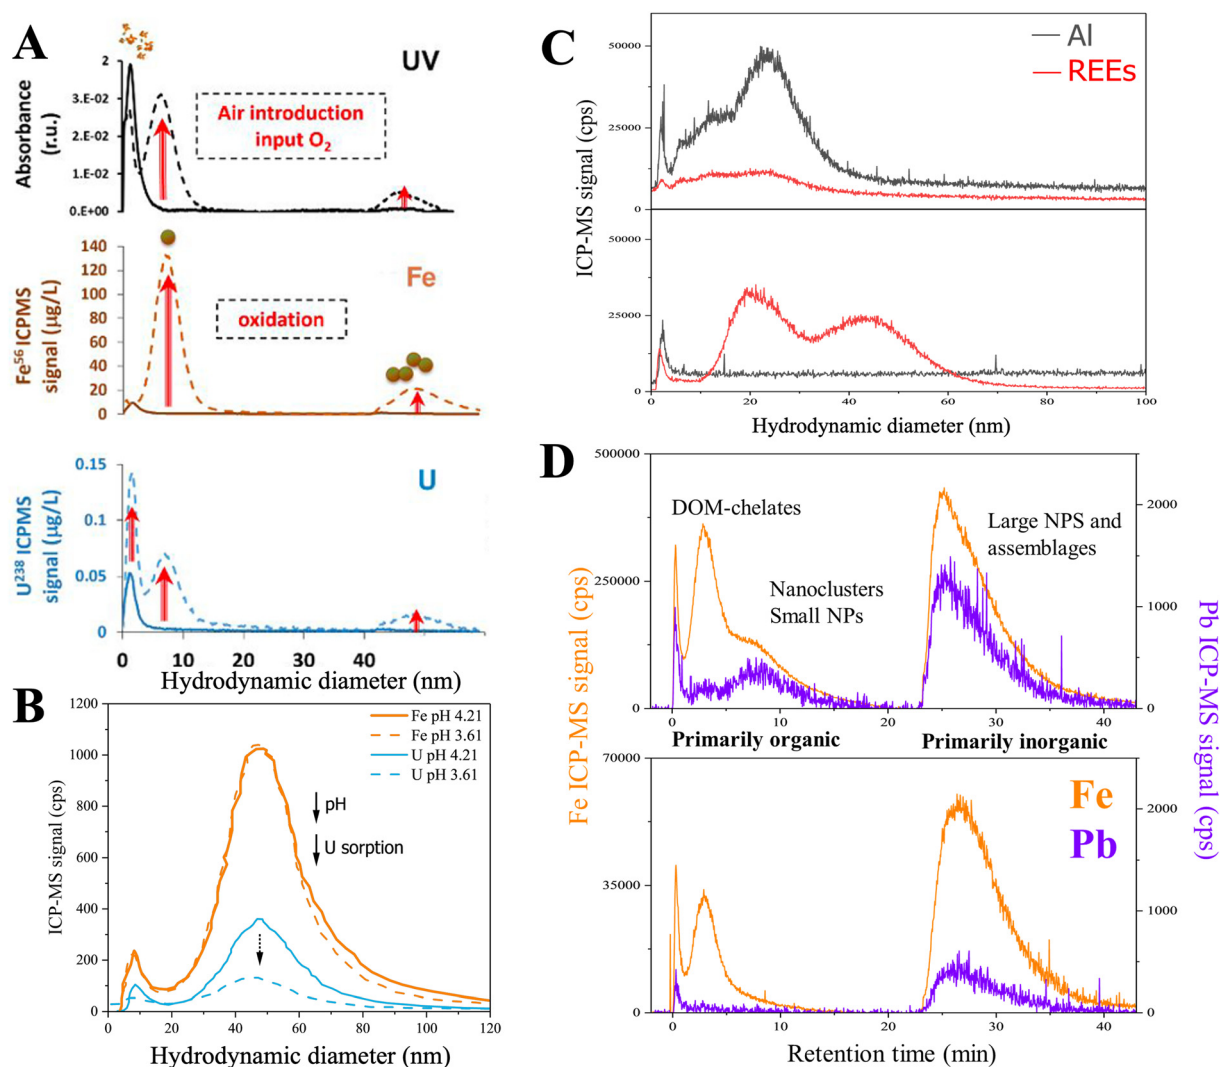 A
UV
Absorbance
(r.u.)
2
3.E-02
2.E-02
1.E-02
0.E+00
Air introduction
input O2
Fe
Fe56 ICPMS
signal (µg/L)
140
120
100
80
60
40
20
0
oxidation
U
U238 ICPMS
signal (µg/L)
0.15
0.1
0.05
0
0 10 20 30 40
Hydrodynamic diameter (nm)
B
ICP-MS signal (cps)
1200
1000
800
600
400
200
0
Fe pH 4.21
Fe pH 3.61
U pH 4.21
U pH 3.61
pH
U sorption
0 20 40 60 80 100 120
Hydrodynamic diameter (nm)
C
ICP-MS signal (cps)
50000
25000
0
Al
REEs
50000
25000
0
0 20 40 60 80 100
Hydrodynamic diameter (nm)
D
Fe ICP-MS signal (cps)
500000
250000
0
DOM-chelates
Nanoclusters
Small NPs
Large NPS and
assemblages
2000
1000
0
Pb ICP-MS signal (cps)
0 10 20 30 40
Primarily organic
Primarily inorganic
70000
35000
0
Fe
Pb
2000
1000
0
0 10 20 30 40
Retention time (min)